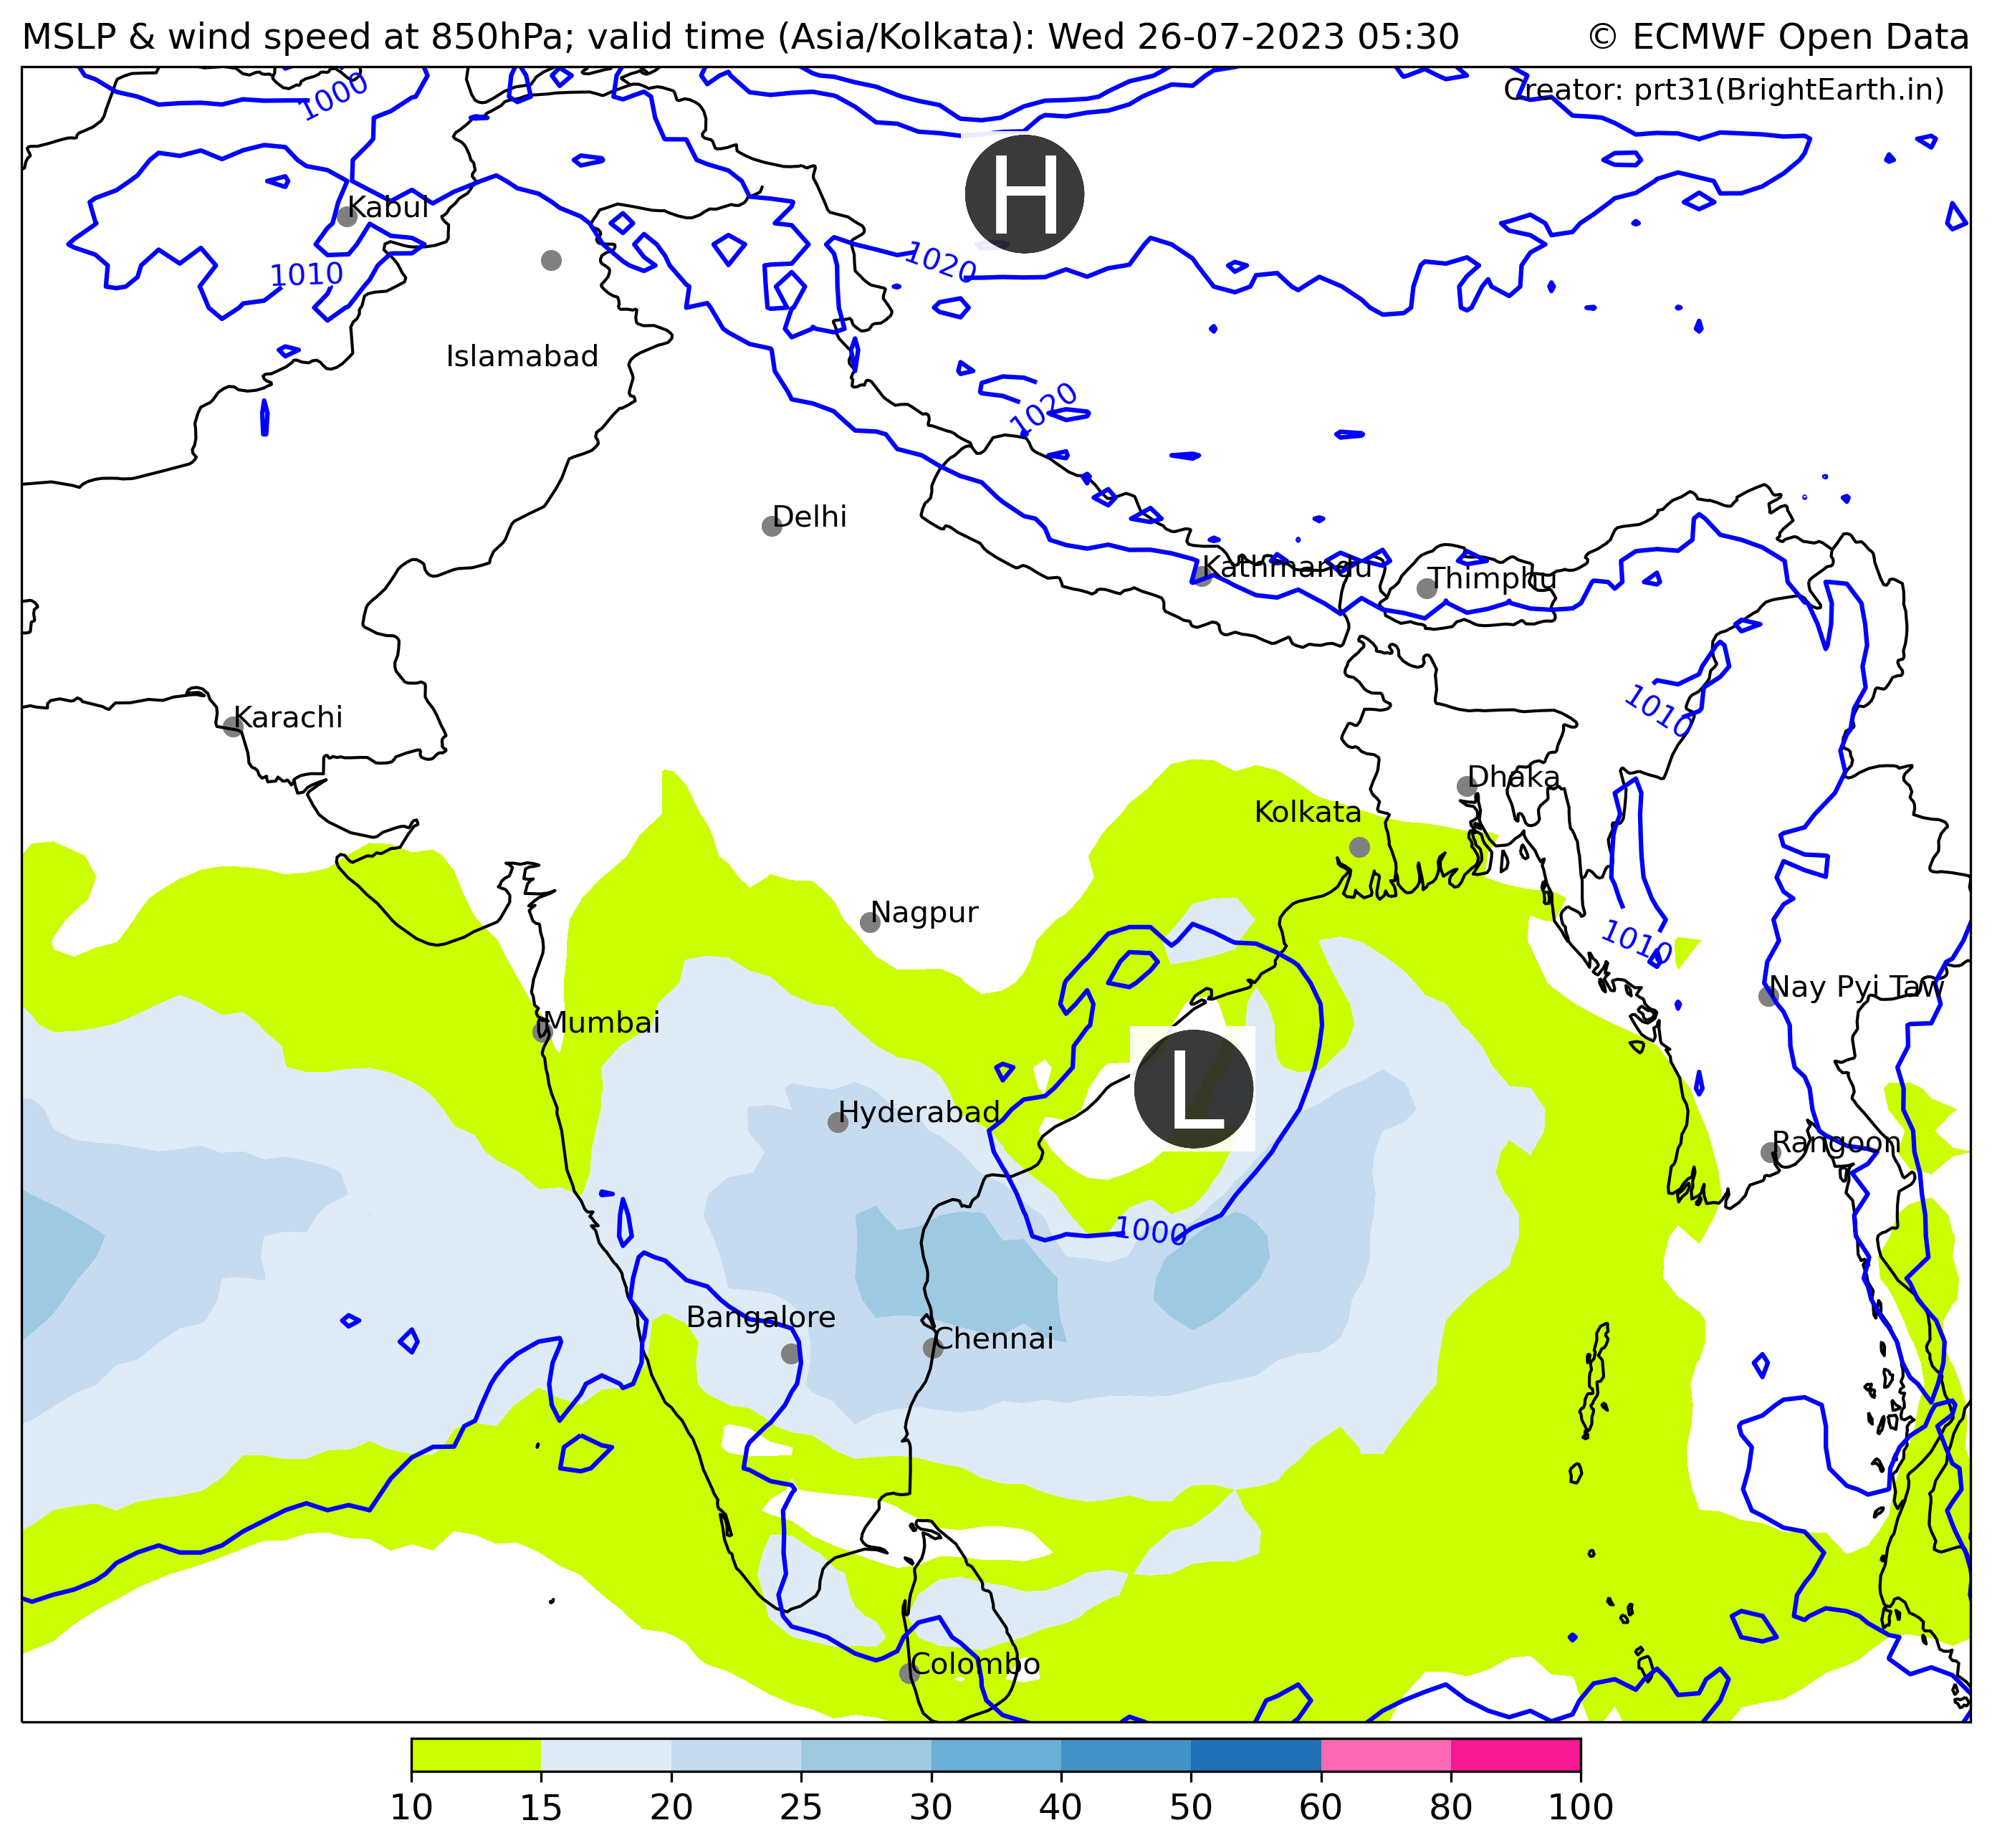 MSLP & wind speed at 850hPa; valid time (Asia/Kolkata): Wed 26-07-2023 05:30
© ECMWF Open Data
Creator: prt31(BrightEarth.in)
1000
H
Kabul
1020
1010
Islamabad
1020
Delhi
Kathmandu
Thimphu
1010
Karachi
Dhaka
Kolkata
Nagpur
1010
Nay Pyi Taw
Mumbai
L
Hyderabad
Rangoon
1000
Bangalore
Chennai
Colombo
10 15 20 25 30 40 50 60 80 100